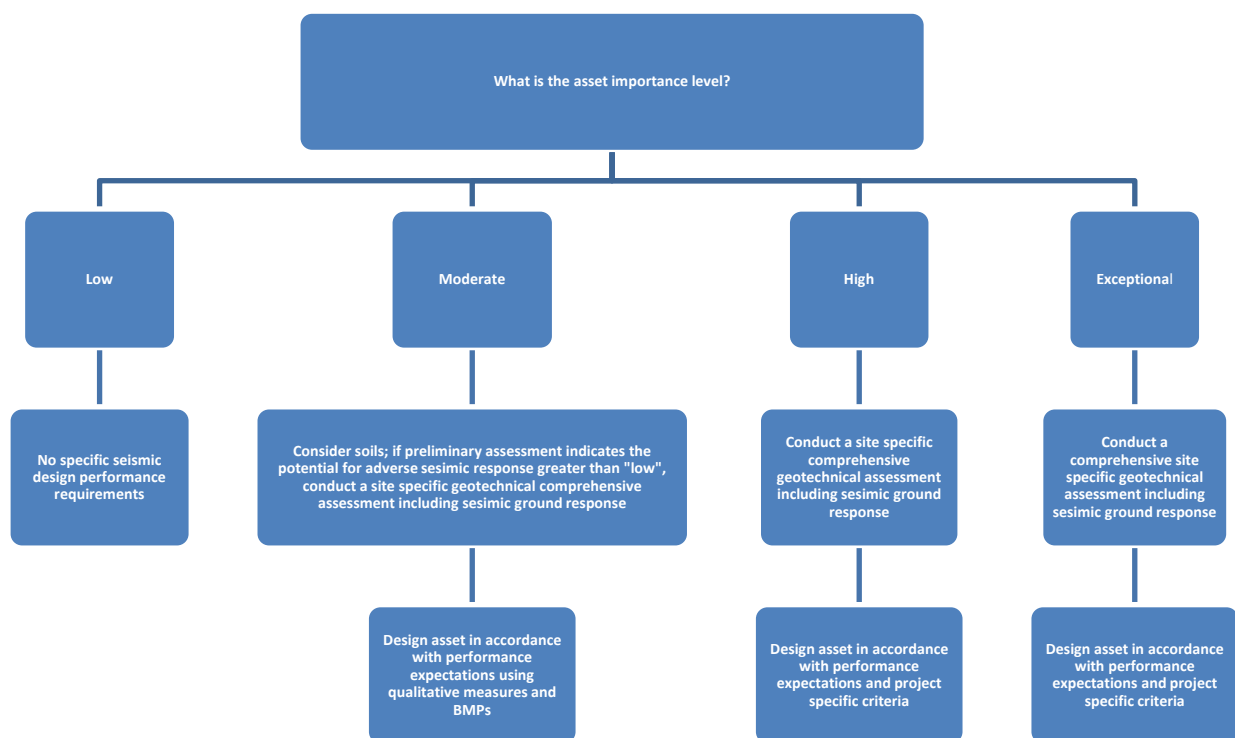 What is the asset importance level?
Low
Moderate
High
Exceptional
No specific seismic
design performance
requirements
Consider soils; if preliminary assessment indicates the
potential for adverse sesimic response greater than "low",
conduct a site specific geotechnical comprehensive
assessment including sesimic ground response
Conduct a site specific
comprehensive
geotechnical assessment
including sesimic ground
response
Conduct a
comprehensive site
specific geotechnical
assessment including
sesimic ground response
Design asset in accordance
with performance
expectations using
qualitative measures and
BMPs
Design asset in accordance
with performance
expectations and project
specific criteria
Design asset in accordance
with performance
expectations and project
specific criteria